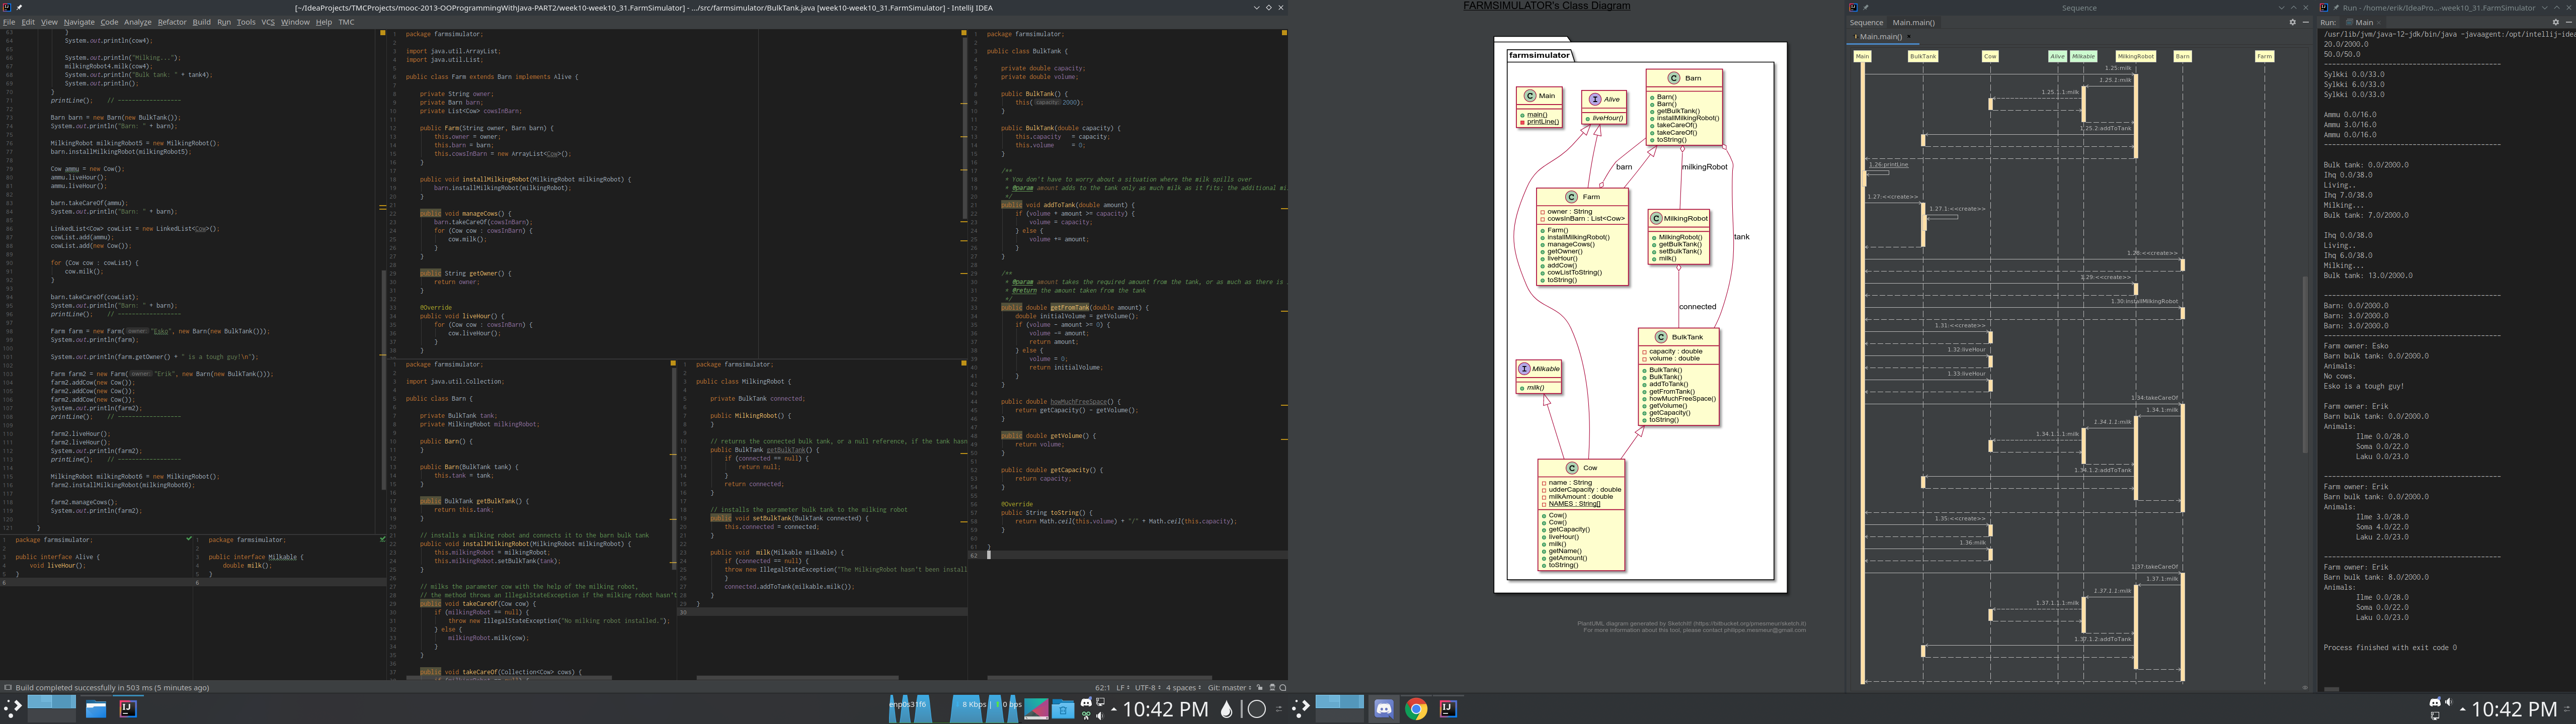 [~/IdeaProjects/TMCProjects/mooc-2013-OOProgrammingWithJava-PART2/week10-week10_31.FarmSimulator] - .../src/farmsimulator/BulkTank.java [week10-week10_31.FarmSimulator] - IntelliJ IDEA
File Edit View Navigate Code Analyze Refactor Build Run Tools VCS Window Help TMC
}
System.out.println(cow4);
System.out.println("Milking...");
milkingRobot4.milk(cow4);
System.out.println("Bulk tank: " + tank4);
}
printLine(); // ------------------
Barn barn = new Barn(new BulkTank());
System.out.println("Barn: " + barn);
MilkingRobot milkingRobot5 = new MilkingRobot();
barn.installMilkingRobot(milkingRobot5);
Cow ammu = new Cow();
ammu.liveHour();
ammu.liveHour();
barn.takeCareOf(ammu);
System.out.println("Barn: " + barn);
LinkedList<Cow> cowList = new LinkedList<Cow>();
cowList.add(ammu);
cowList.add(new Cow());
for (Cow cow : cowList) {
cow.milk();
}
barn.takeCareOf(cowList);
System.out.println("Barn: " + barn);
printLine(); // ------------------
Farm farm = new Farm( owner: "Esko", new Barn(new BulkTank()));
System.out.println(farm);
System.out.println(farm.getOwner() + " is a tough guy!\n");
Farm farm2 = new Farm( owner: "Erik", new Barn(new BulkTank()));
farm2.addCow(new Cow());
farm2.addCow(new Cow());
farm2.addCow(new Cow());
System.out.println(farm2);
printLine(); // ------------------
farm2.liveHour();
farm2.liveHour();
System.out.println(farm2);
printLine(); // ------------------
MilkingRobot milkingRobot6 = new MilkingRobot();
farm2.installMilkingRobot(milkingRobot6);
farm2.manageCows();
System.out.println(farm2);
}
package farmsimulator;
public interface Alive {
void liveHour();
}
package farmsimulator;
public interface Milkable {
double milk();
}
package farmsimulator;
import java.util.ArrayList;
import java.util.List;
public class Farm extends Barn implements Alive {
private String owner;
private Barn barn;
private List<Cow> cowsInBarn;
public Farm(String owner, Barn barn) {
this.owner = owner;
this.barn = barn;
this.cowsInBarn = new ArrayList<Cow>();
}
public void installMilkingRobot(MilkingRobot milkingRobot) {
barn.installMilkingRobot(milkingRobot);
}
public void manageCows() {
barn.takeCareOf(cowsInBarn);
for (Cow cow : cowsInBarn) {
cow.milk();
}
}
public String getOwner() {
return owner;
}
@Override
public void liveHour() {
for (Cow cow : cowsInBarn) {
cow.liveHour();
}
}
package farmsimulator;
import java.util.Collection;
public class Barn {
private BulkTank tank;
private MilkingRobot milkingRobot;
public Barn() {
}
public Barn(BulkTank tank) {
this.tank = tank;
}
public BulkTank getBulkTank() {
return this.tank;
}
// installs a milking robot and connects it to the barn bulk tank
public void installMilkingRobot(MilkingRobot milkingRobot) {
this.milkingRobot = milkingRobot;
this.milkingRobot.setBulkTank(tank);
}
// milks the parameter cow with the help of the milking robot,
// the method throws an IllegalStateException if the milking robot hasn't
public void takeCareOf(Cow cow) {
if (milkingRobot == null) {
throw new IllegalStateException("No milking robot installed.");
} else {
milkingRobot.milk(cow);
}
}
public void takeCareOf(Collection<Cow> cows) {
package farmsimulator;
public class MilkingRobot {
private BulkTank connected;
public MilkingRobot() {
}
// returns the connected bulk tank, or a null reference, if the tank hasn
public BulkTank getBulkTank() {
if (connected == null) {
return null;
}
return connected;
}
// installs the parameter bulk tank to the milking robot
public void setBulkTank(BulkTank connected) {
this.connected = connected;
}
public void milk(Milkable milkable) {
if (connected == null) {
throw new IllegalStateException("The MilkingRobot hasn't been install
}
connected.addToTank(milkable.milk());
}
}
package farmsimulator;
public class BulkTank {
private double capacity;
private double volume;
public BulkTank() {
this( capacity: 2000);
}
public BulkTank(double capacity) {
this.capacity = capacity;
this.volume = 0;
}
/**
* You don't have to worry about a situation where the milk spills over
* @param amount adds to the tank only as much milk as it fits; the additional mi
*/
public void addToTank(double amount) {
if (volume + amount >= capacity) {
volume = capacity;
} else {
volume += amount;
}
}
/**
* @param amount takes the required amount from the tank, or as much as there is
* @return the amount taken from the tank
*/
public double getFromTank(double amount) {
double initialVolume = getVolume();
if (volume - amount >= 0) {
volume -= amount;
return amount;
} else {
volume = 0;
return initialVolume;
}
}
public double howMuchFreeSpace() {
return getCapacity() - getVolume();
}
public double getVolume() {
return volume;
}
public double getCapacity() {
return capacity;
}
@Override
public String toString() {
return Math.ceil(this.volume) + "/" + Math.ceil(this.capacity);
}
}
Build completed successfully in 503 ms (5 minutes ago)
62:1 LF UTF-8 4 spaces Git: master
enp0s31f6
8 Kbps
0 bps
10:42 PM
FARMSIMULATOR's Class Diagram
farmsimulator
C Main
main()
printLine()
I Alive
liveHour()
C Barn
Barn()
Barn()
getBulkTank()
installMilkingRobot()
takeCareOf()
takeCareOf()
toString()
barn
milkingRobot
tank
C Farm
owner : String
cowsInBarn : List<Cow>
Farm()
installMilkingRobot()
manageCows()
getOwner()
liveHour()
addCow()
cowListToString()
toString()
C MilkingRobot
MilkingRobot()
getBulkTank()
setBulkTank()
milk()
connected
I Milkable
milk()
C BulkTank
capacity : double
volume : double
BulkTank()
BulkTank()
addToTank()
getFromTank()
howMuchFreeSpace()
getVolume()
getCapacity()
toString()
C Cow
name : String
udderCapacity : double
milkAmount : double
NAMES : String[]
Cow()
Cow()
getCapacity()
liveHour()
milk()
getName()
getAmount()
toString()
PlantUML diagram generated by SketchIt! (https://bitbucket.org/pmesmeur/sketch.it)
For more information about this tool, please contact philippe.mesmeur@gmail.com
Sequence
Sequence: Main.main()
Main.main()
Main BulkTank Cow Alive Milkable MilkingRobot Barn Farm
1.25:milk
1.25.1:milk
1.25.1.1:milk
1.25.2:addToTank
1.26:printLine
1.27:<<create>>
1.27.1:<<create>>
1.28:<<create>>
1.29:<<create>>
1.30:installMilkingRobot
1.31:<<create>>
1.32:liveHour
1.33:liveHour
1.34:takeCareOf
1.34.1:milk
1.34.1.1:milk
1.34.1.1.1:milk
1.34.1.2:addToTank
1.35:<<create>>
1.36:milk
1.37:takeCareOf
1.37.1:milk
1.37.1.1:milk
1.37.1.1.1:milk
1.37.1.2:addToTank
Run - /home/erik/IdeaPro...-week10_31.FarmSimulator
Run: Main
/usr/lib/jvm/java-12-jdk/bin/java -javaagent:/opt/intellij-idea
20.0/2000.0
50.0/50.0
Sylkki 0.0/33.0
Sylkki 6.0/33.0
Sylkki 0.0/33.0
Ammu 0.0/16.0
Ammu 3.0/16.0
Ammu 0.0/16.0
Bulk tank: 0.0/2000.0
Ihq 0.0/38.0
Living..
Ihq 7.0/38.0
Milking...
Bulk tank: 7.0/2000.0
Ihq 0.0/38.0
Living..
Ihq 6.0/38.0
Milking...
Bulk tank: 13.0/2000.0
Barn: 0.0/2000.0
Barn: 3.0/2000.0
Barn: 3.0/2000.0
Farm owner: Esko
Barn bulk tank: 0.0/2000.0
Animals:
No cows.
Esko is a tough guy!
Farm owner: Erik
Barn bulk tank: 0.0/2000.0
Animals:
Ilme 0.0/28.0
Soma 0.0/22.0
Laku 0.0/23.0
Farm owner: Erik
Barn bulk tank: 0.0/2000.0
Animals:
Ilme 3.0/28.0
Soma 4.0/22.0
Laku 2.0/23.0
Farm owner: Erik
Barn bulk tank: 8.0/2000.0
Animals:
Ilme 0.0/28.0
Soma 0.0/22.0
Laku 0.0/23.0
Process finished with exit code 0
10:42 PM